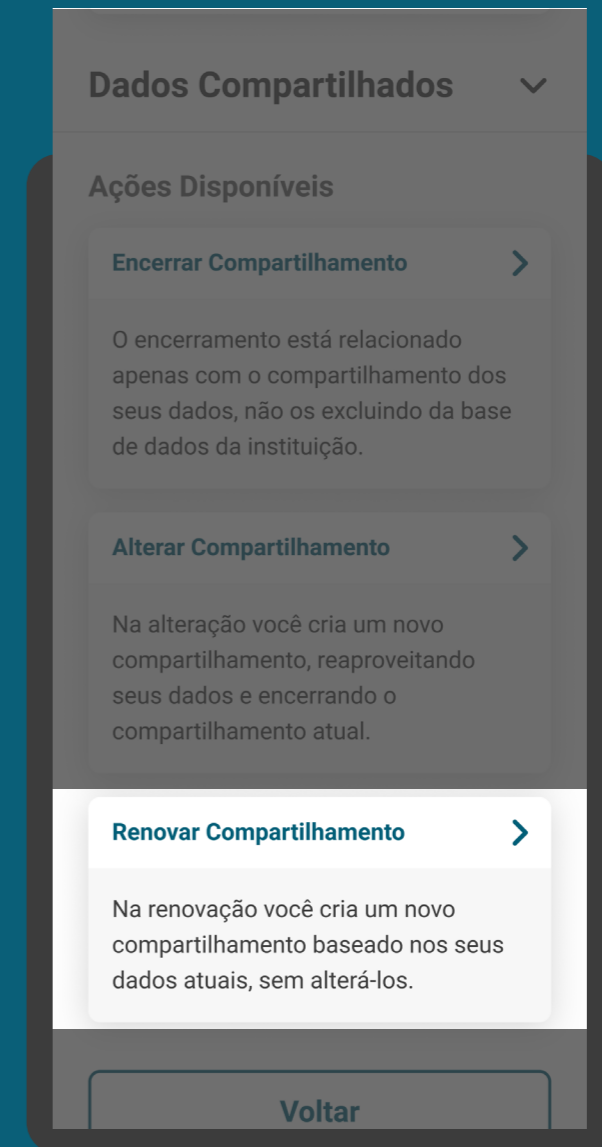 Dados Compartilhados
Ações Disponíveis
Encerrar Compartilhamento
O encerramento está relacionado
apenas com o compartilhamento dos
seus dados, não os excluindo da base
de dados da instituição.
Alterar Compartilhamento
Na alteração você cria um novo
compartilhamento, reaproveitando
seus dados e encerrando o
compartilhamento atual.
Renovar Compartilhamento
Na renovação você cria um novo
compartilhamento baseado nos seus
dados atuais, sem alterá-los.
Voltar